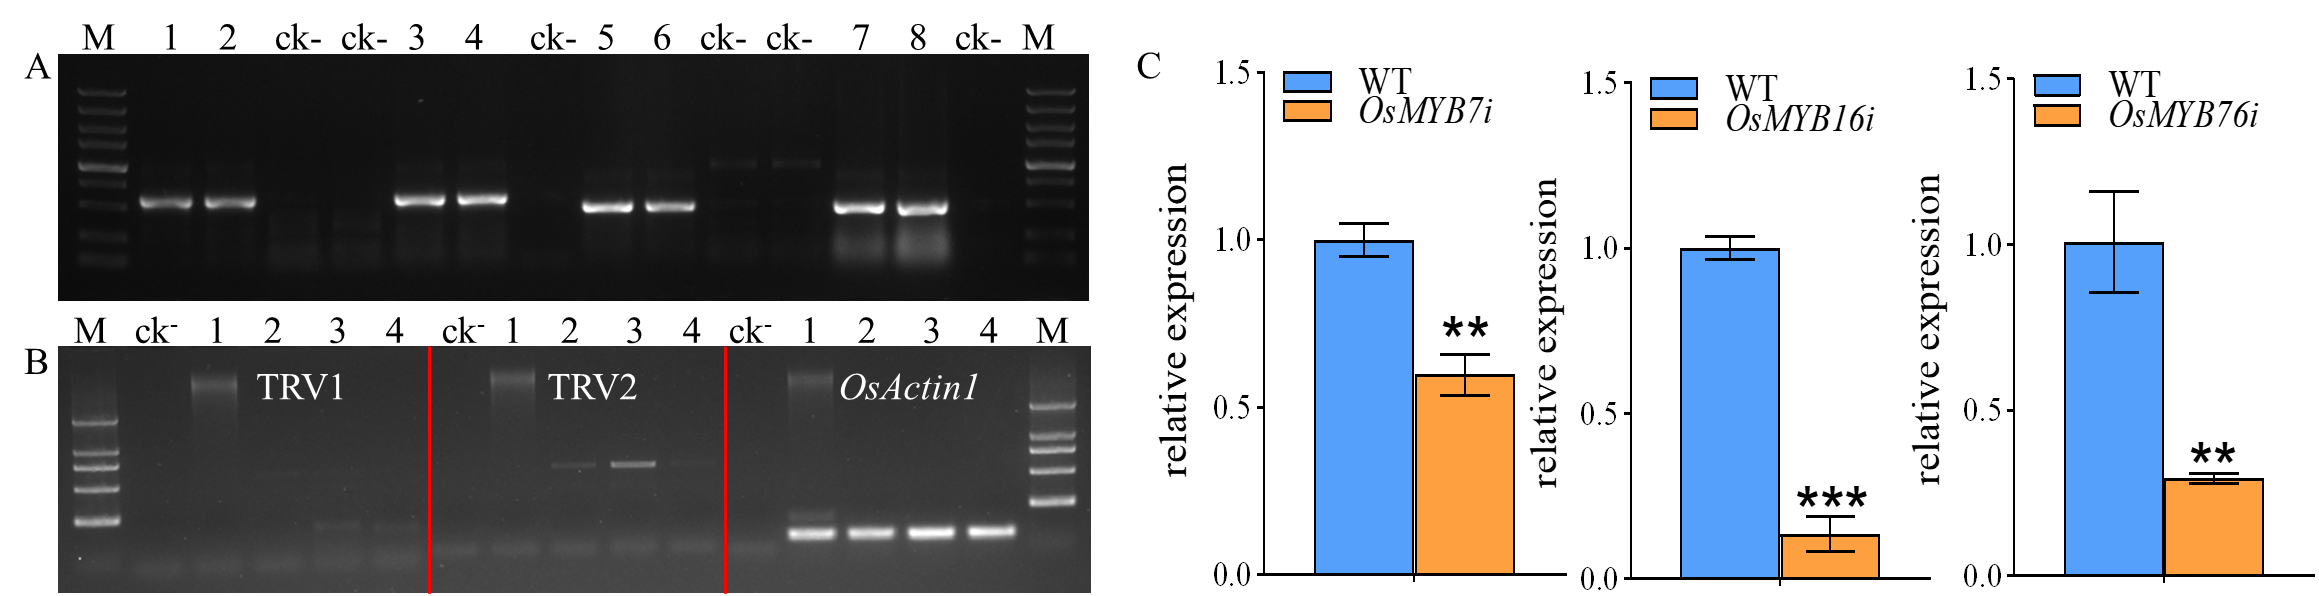 A
M 1 2 ck- ck- 3 4 ck- 5 6 ck- ck- 7 8 ck- M
B
M ck- 1 2 3 4 ck- 1 2 3 4 ck- 1 2 3 4 M
TRV1 TRV2 OsActin1
C
relative expression
1.5
1.0
0.5
0.0
WT
OsMYB7i
**
relative expression
1.5
1.0
0.5
0.0
WT
OsMYB16i
***
relative expression
1.5
1.0
0.5
0.0
WT
OsMYB76i
**